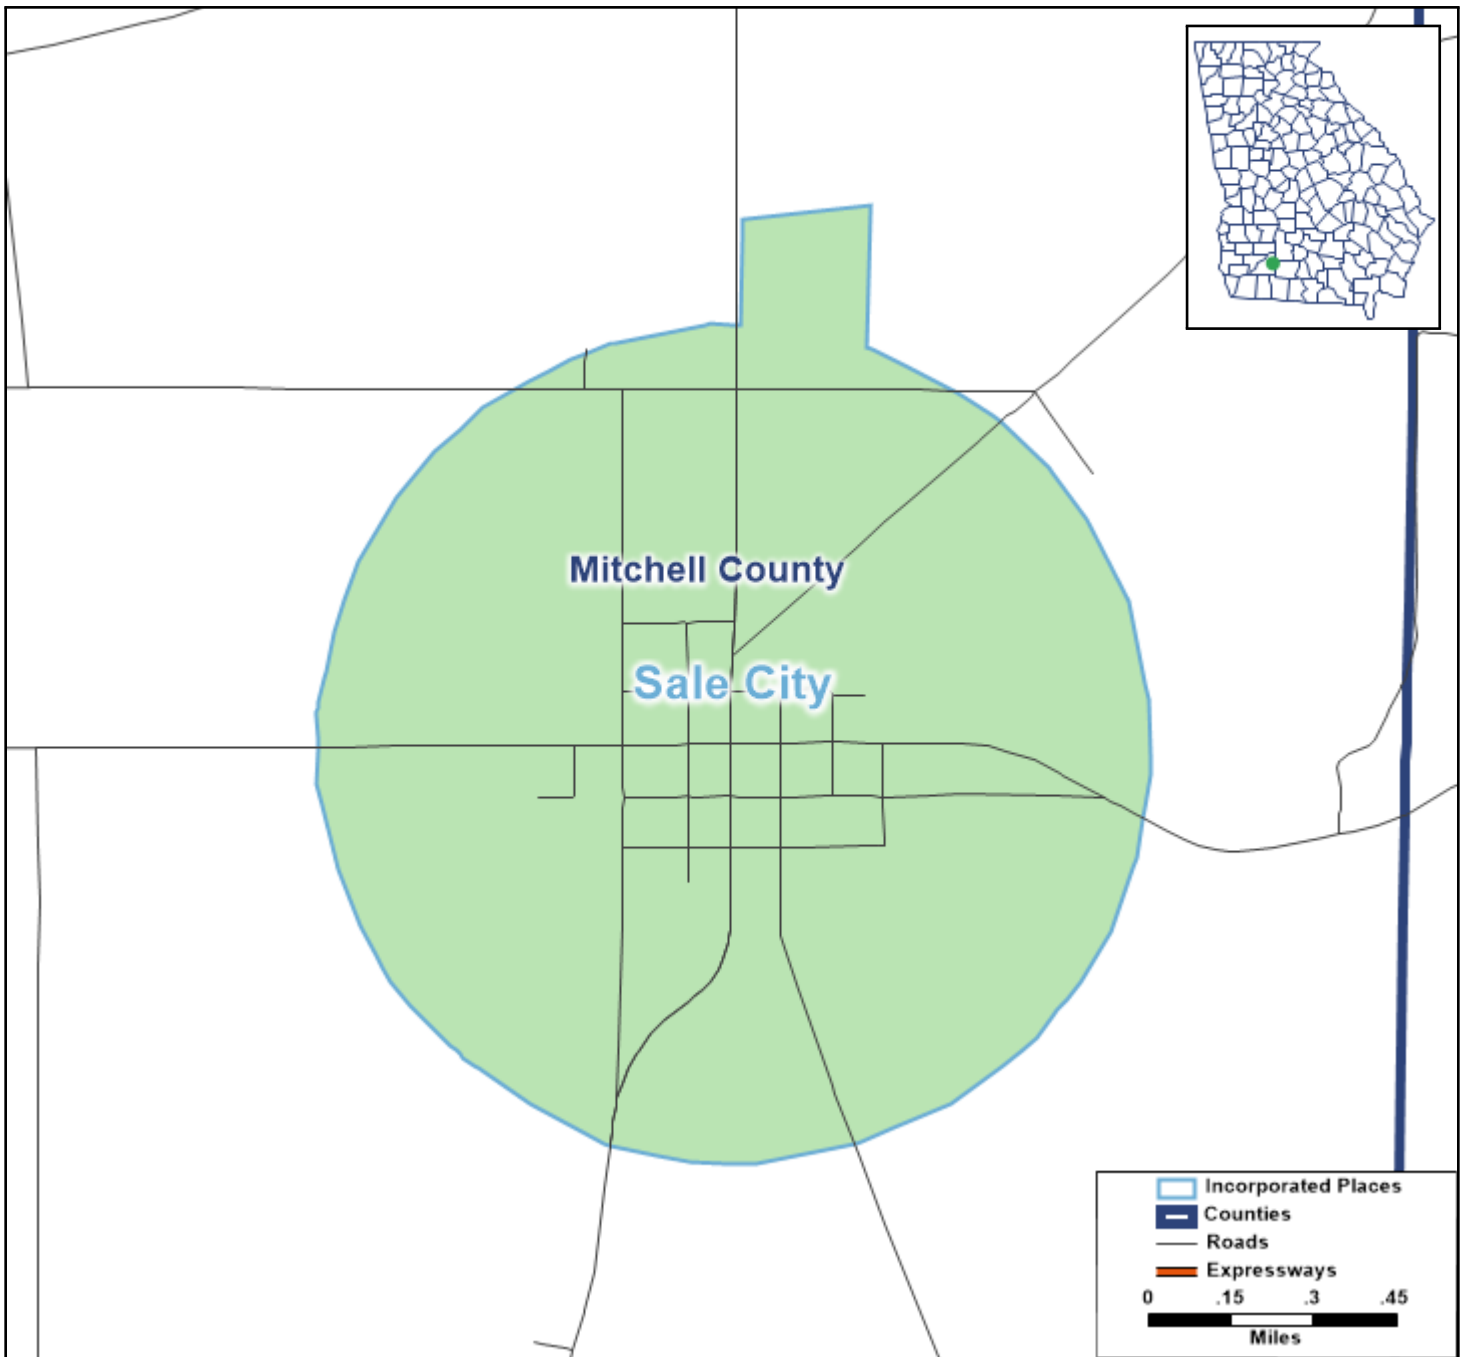 Mitchell County
Sale City
Incorporated Places
Counties
Roads
Expressways
0 .15 .3 .45
Miles